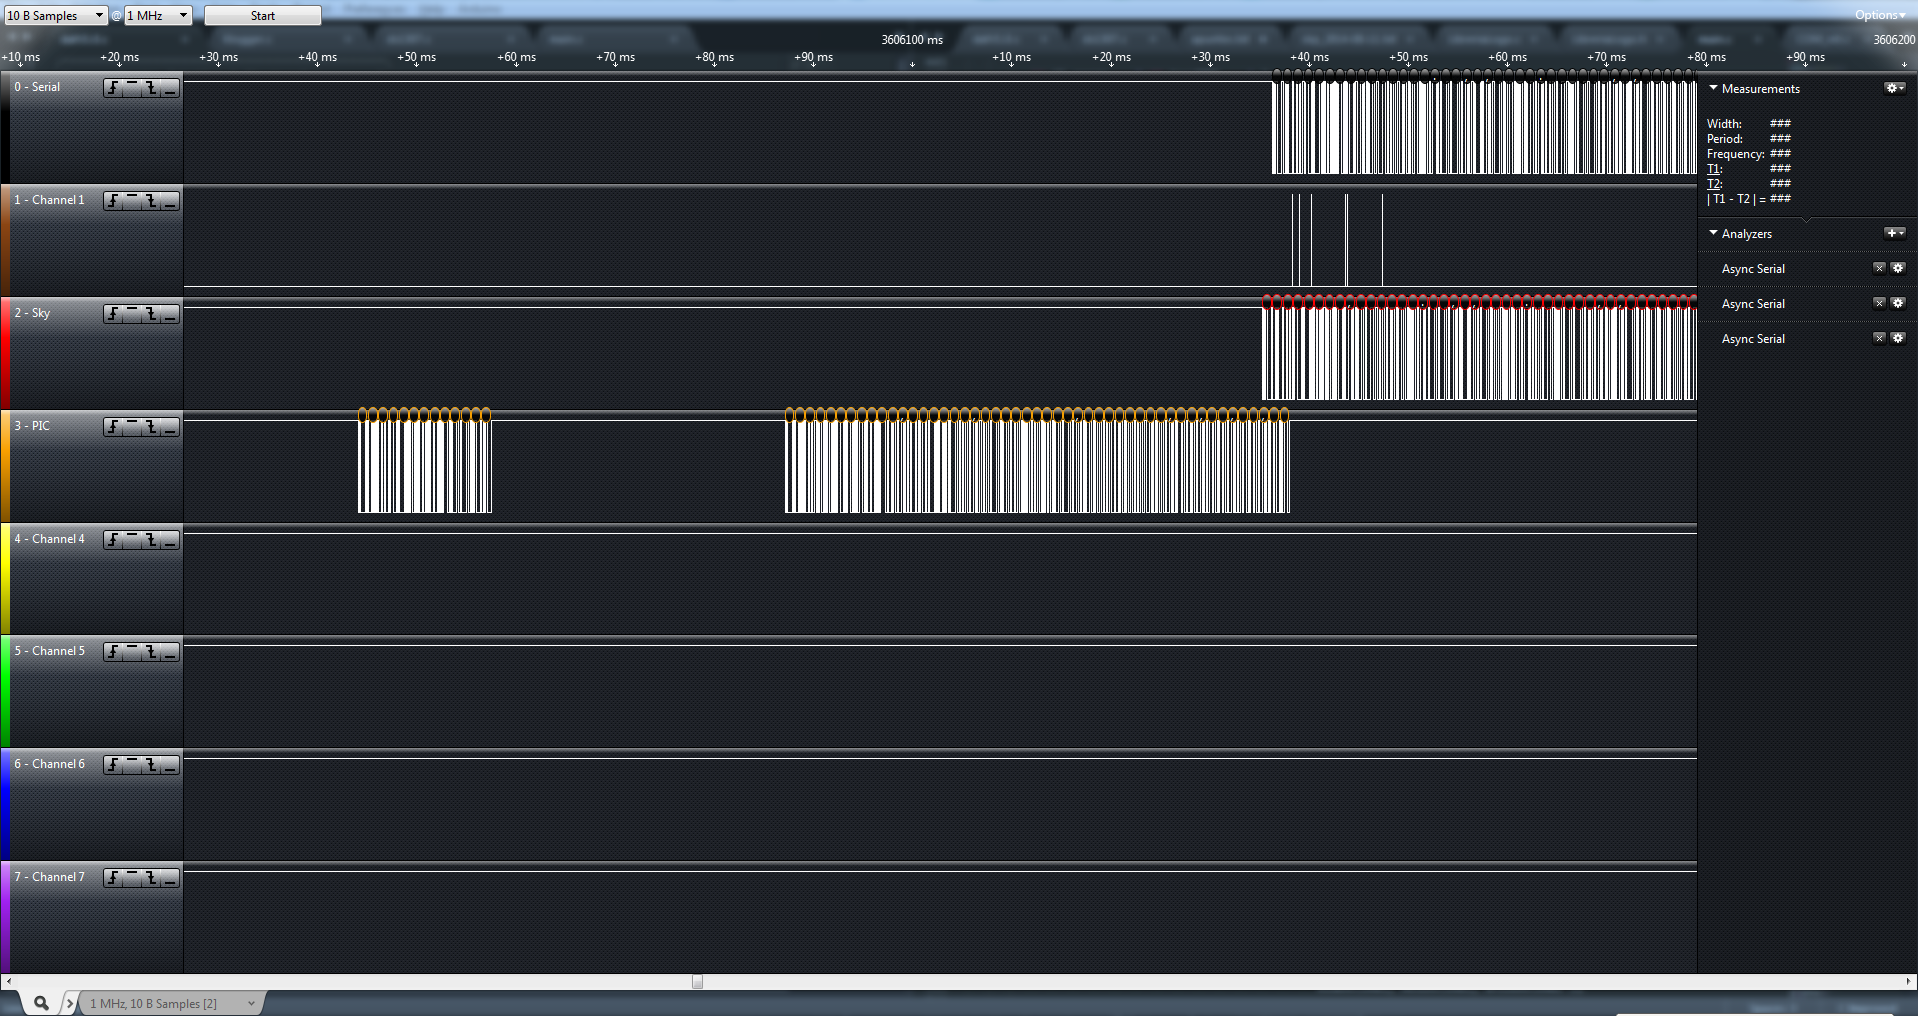 10 B Samples @ 1 MHz Start Options
3606100 ms 3606200
+10 ms +20 ms +30 ms +40 ms +50 ms +60 ms +70 ms +80 ms +90 ms +10 ms +20 ms +30 ms +40 ms +50 ms +60 ms +70 ms +80 ms +90 ms
0 - Serial
1 - Channel 1
2 - Sky
3 - PIC
4 - Channel 4
5 - Channel 5
6 - Channel 6
7 - Channel 7
Measurements
Width: ###
Period: ###
Frequency: ###
T1: ###
T2: ###
| T1 - T2 | = ###
Analyzers
Async Serial
Async Serial
Async Serial
1 MHz, 10 B Samples [2]